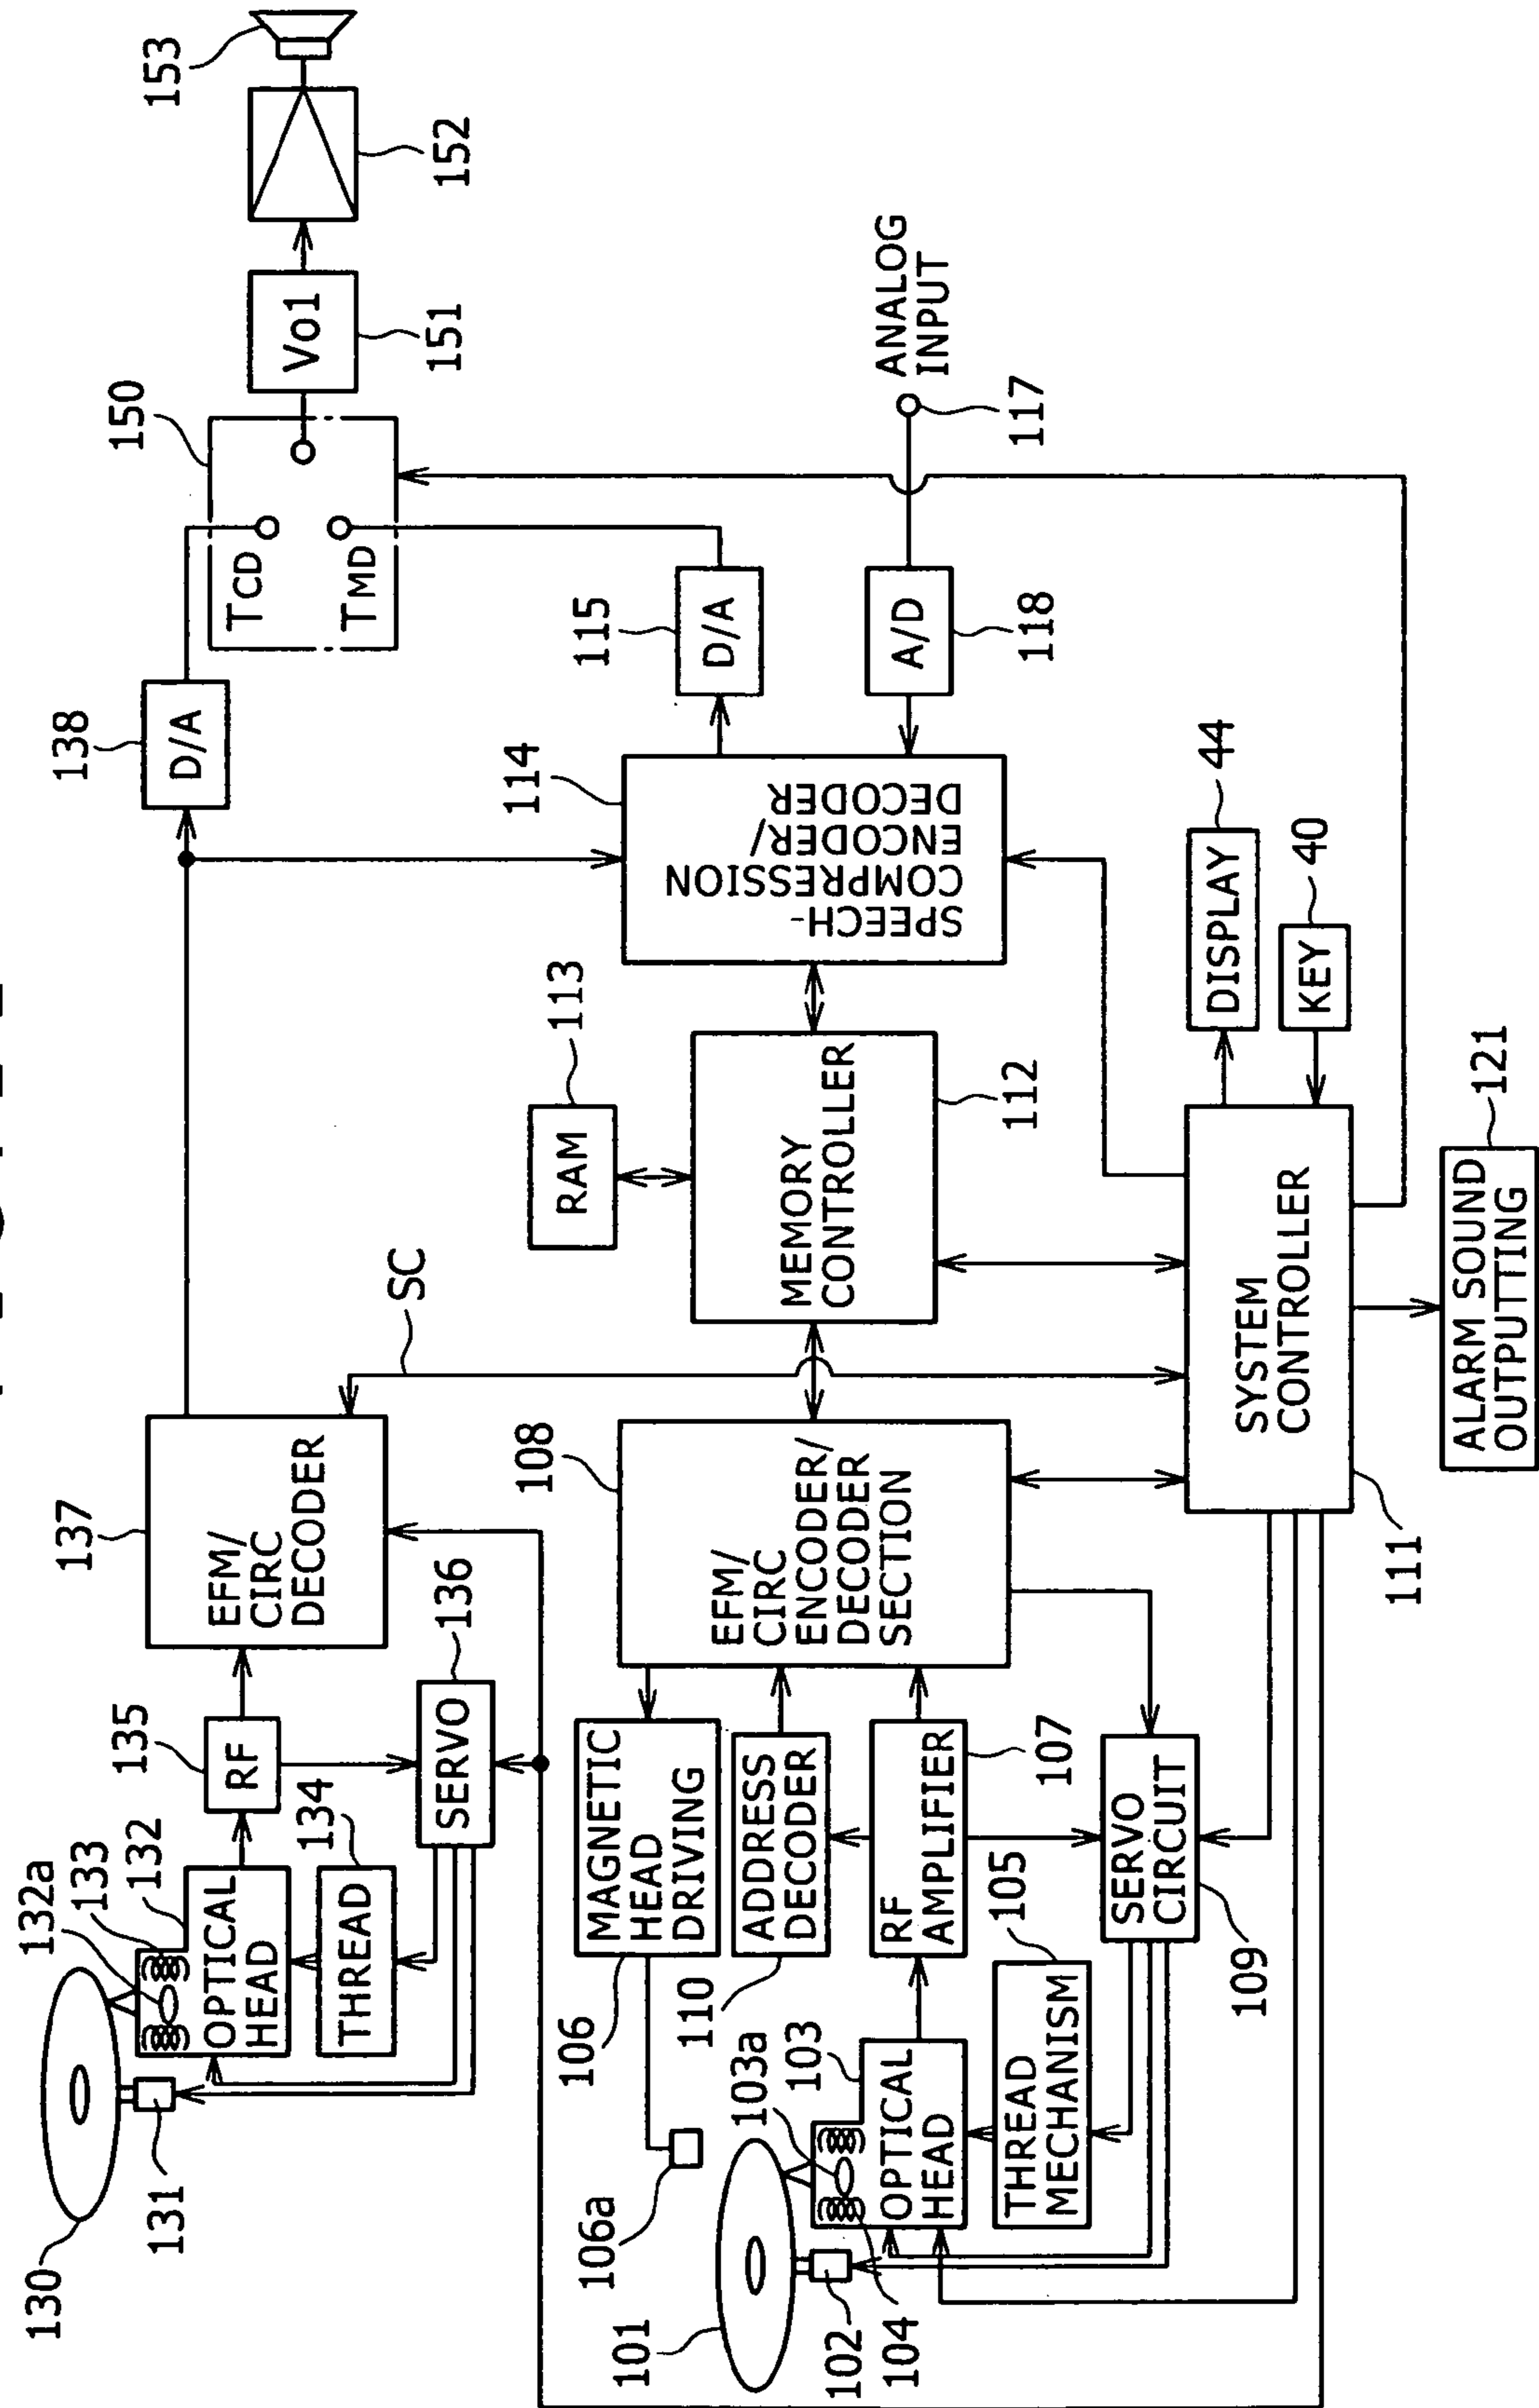 130
131
132a
133
132
OPTICAL
HEAD
THREAD
134
135
RF
SERVO
136
137
EFM/
CIRC
DECODER
SC
138
D/A
150
TCD
TMD
Vo1
151
152
153
101
102
104
103a
103
OPTICAL
HEAD
106a
106
MAGNETIC
HEAD
DRIVING
110
ADDRESS
DECODER
RF
AMPLIFIER
107
THREAD
MECHANISM
105
SERVO
CIRCUIT
109
108
EFM/
CIRC
ENCODER/
DECODER
SECTION
RAM
113
MEMORY
CONTROLLER
112
114
SPEECH-
COMPRESSION
ENCODER/
DECODER
115
D/A
A/D
118
ANALOG
INPUT
117
SYSTEM
CONTROLLER
111
DISPLAY
44
KEY
40
ALARM SOUND
OUTPUTTING
121